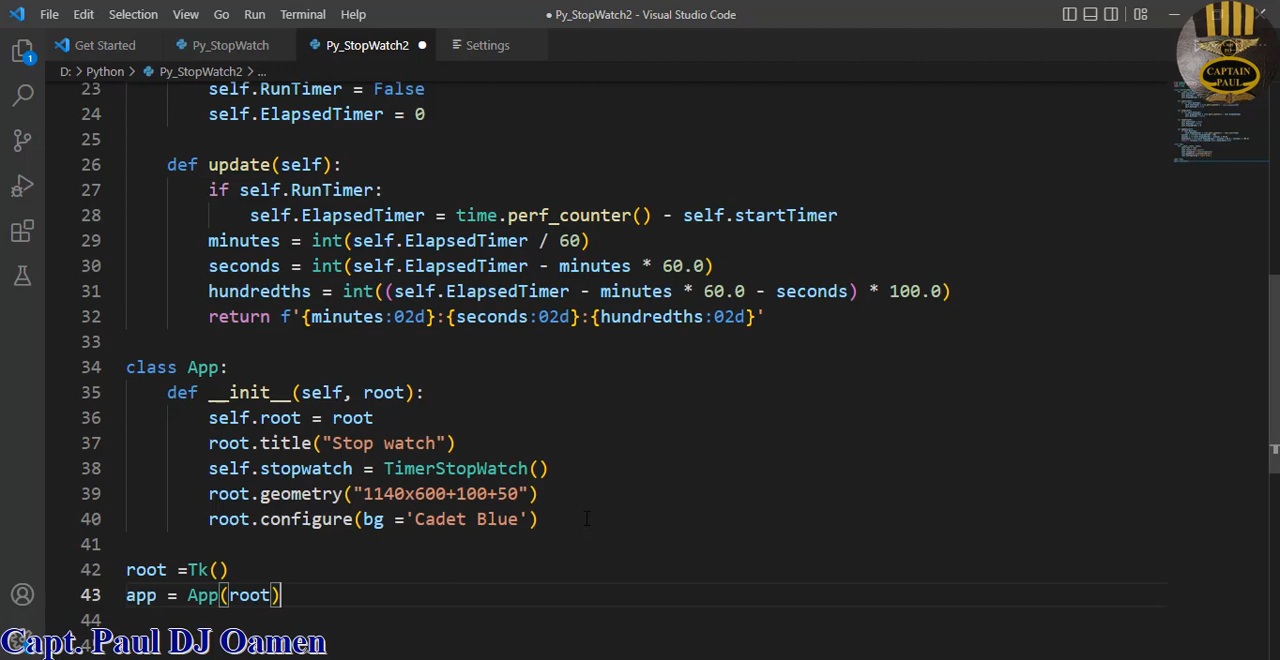 File Edit Selection View Go Run Terminal Help ● Py_StopWatch2 - Visual Studio Code
Get Started Py_StopWatch Py_StopWatch2 Settings
D: > Python > Py_StopWatch2 > ...
CAPTAIN
PAUL
1
23 self.RunTimer = False
24 self.ElapsedTimer = 0
25
26 def update(self):
27 if self.RunTimer:
28 self.ElapsedTimer = time.perf_counter() - self.startTimer
29 minutes = int(self.ElapsedTimer / 60)
30 seconds = int(self.ElapsedTimer - minutes * 60.0)
31 hundredths = int((self.ElapsedTimer - minutes * 60.0 - seconds) * 100.0)
32 return f'{minutes:02d}:{seconds:02d}:{hundredths:02d}'
33
34 class App:
35 def __init__(self, root):
36 self.root = root
37 root.title("Stop watch")
38 self.stopwatch = TimerStopWatch()
39 root.geometry("1140x600+100+50")
40 root.configure(bg ='Cadet Blue')
41
42 root =Tk()
43 app = App(root)
44
Capt. Paul DJ Oamen